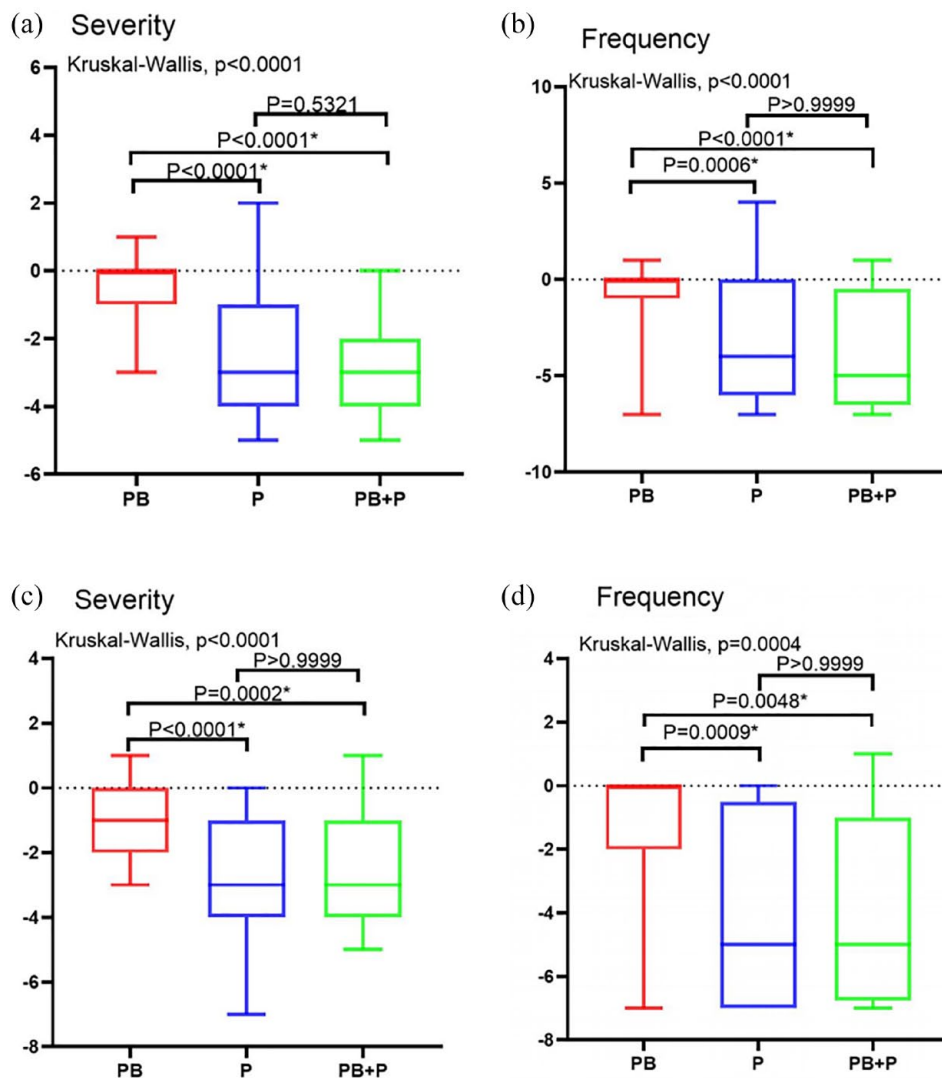 (a) Severity
Kruskal-Wallis, p<0.0001
P=0.5321
P<0.0001*
P<0.0001*
6
4
2
0
-2
-4
-6
PB P PB+P
(b) Frequency
Kruskal-Wallis, p<0.0001
P>0.9999
P<0.0001*
P=0.0006*
10
5
0
-5
-10
PB P PB+P
(c) Severity
Kruskal-Wallis, p<0.0001
P>0.9999
P=0.0002*
P<0.0001*
4
2
0
-2
-4
-6
-8
PB P PB+P
(d) Frequency
Kruskal-Wallis, p=0.0004
P>0.9999
P=0.0048*
P=0.0009*
4
2
0
-2
-4
-6
-8
PB P PB+P